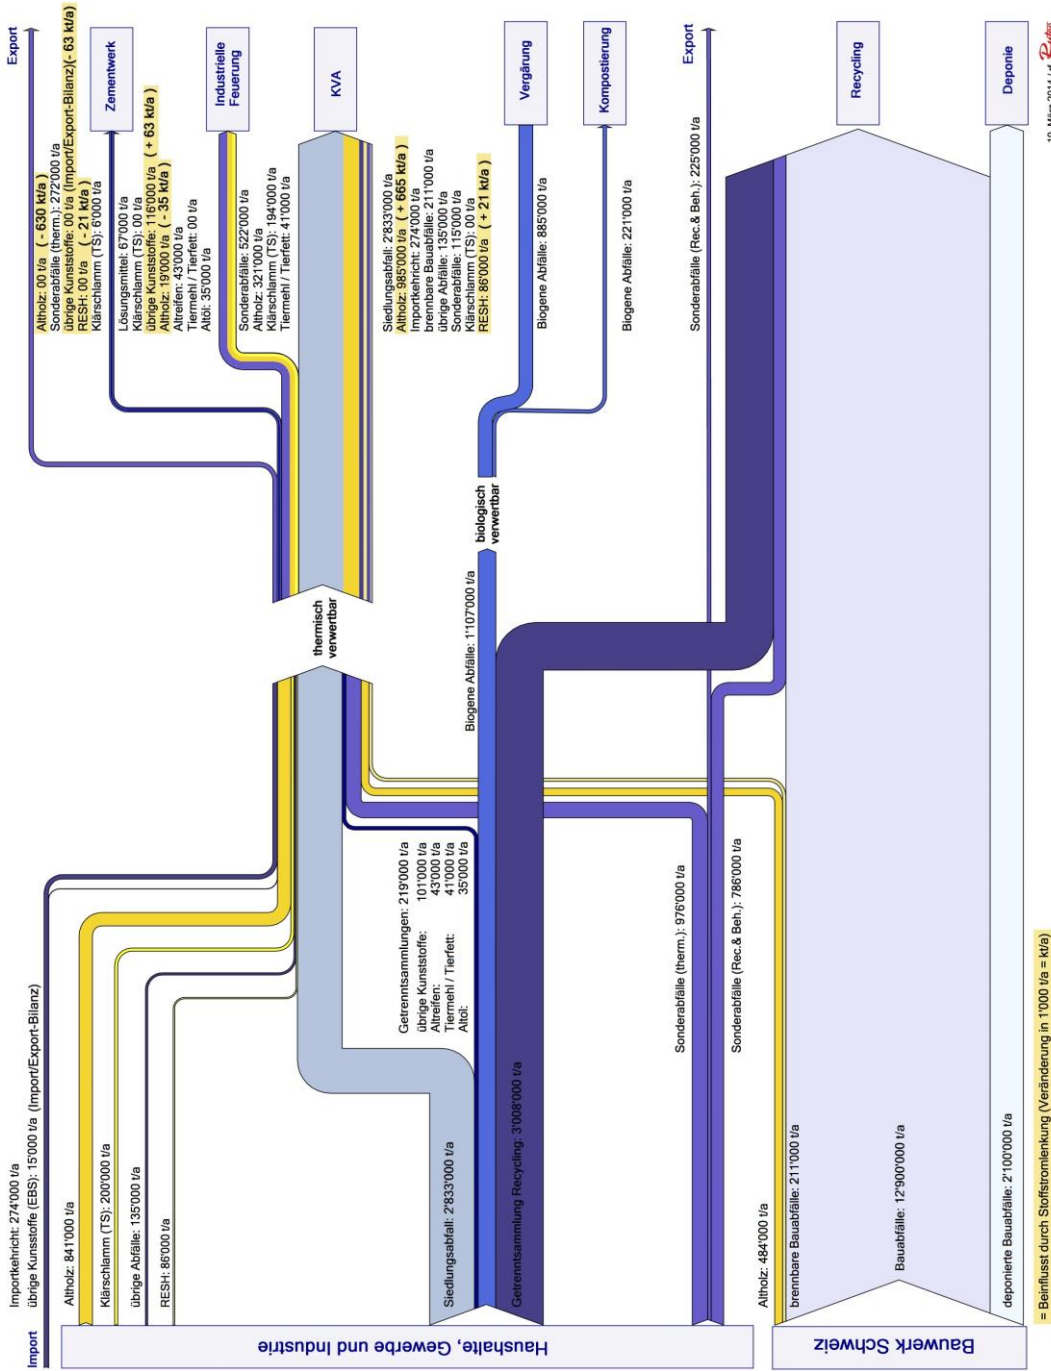 Import
Importkehricht: 274'000 t/a
übrige Kunsstoffe (EBS): 15'000 t/a (Import/Export-Bilanz)
Altholz: 841'000 t/a
Klärschlamm (TS): 200'000 t/a
übrige Abfälle: 135'000 t/a
RESH: 86'000 t/a
Haushalte, Gewerbe und Industrie
Siedlungsabfall: 2'833'000 t/a
Getrenntsammlungen: 219'000 t/a
übrige Kunststoffe: 101'000 t/a
Altreifen: 43'000 t/a
Tiermehl / Tierfett: 41'000 t/a
Altöl: 35'000 t/a
Getrenntsammlung Recycling: 3'008'000 t/a
Biogene Abfälle: 1'107'000 t/a
Sonderabfälle (therm.): 976'000 t/a
Sonderabfälle (Rec.& Beh.): 786'000 t/a
Bauwerk Schweiz
Altholz: 484'000 t/a
brennbare Bauabfälle: 211'000 t/a
Bauabfälle: 12'900'000 t/a
deponierte Bauabfälle: 2'100'000 t/a
thermisch
verwertbar
biologisch
verwertbar
Export
Altholz: 00 t/a ( - 630 kt/a )
Sonderabfälle (therm.): 272'000 t/a
übrige Kunststoffe: 00 t/a (Import/Export-Bilanz)(- 63 kt/a)
RESH: 00 t/a ( - 21 kt/a )
Klärschlamm (TS): 6'000 t/a
Zementwerk
Lösungsmittel: 67'000 t/a
Klärschlamm (TS): 00 t/a
übrige Kunststoffe: 116'000 t/a ( + 63 kt/a )
Altholz: 19'000 t/a ( - 35 kt/a )
Altreifen: 43'000 t/a
Tiermehl / Tierfett: 00 t/a
Altöl: 35'000 t/a
Industrielle
Feuerung
Sonderabfälle: 522'000 t/a
Altholz: 321'000 t/a
Klärschlamm (TS): 194'000 t/a
Tiermehl / Tierfett: 41'000 t/a
KVA
Siedlungsabfall: 2'833'000 t/a
Altholz: 985'000 t/a ( + 665 kt/a )
Importkehricht: 274'000 t/a
brennbare Bauabfälle: 211'000 t/a
übrige Abfälle: 135'000 t/a
Sonderabfälle: 115'000 t/a
Klärschlamm (TS): 00 t/a
RESH: 86'000 t/a ( + 21 kt/a )
Vergärung
Biogene Abfälle: 885'000 t/a
Kompostierung
Biogene Abfälle: 221'000 t/a
Export
Sonderabfälle (Rec.& Beh.): 225'000 t/a
Recycling
Deponie
= Beinflusst durch Stoffstromlenkung (Veränderung in 1'000 t/a = kt/a)